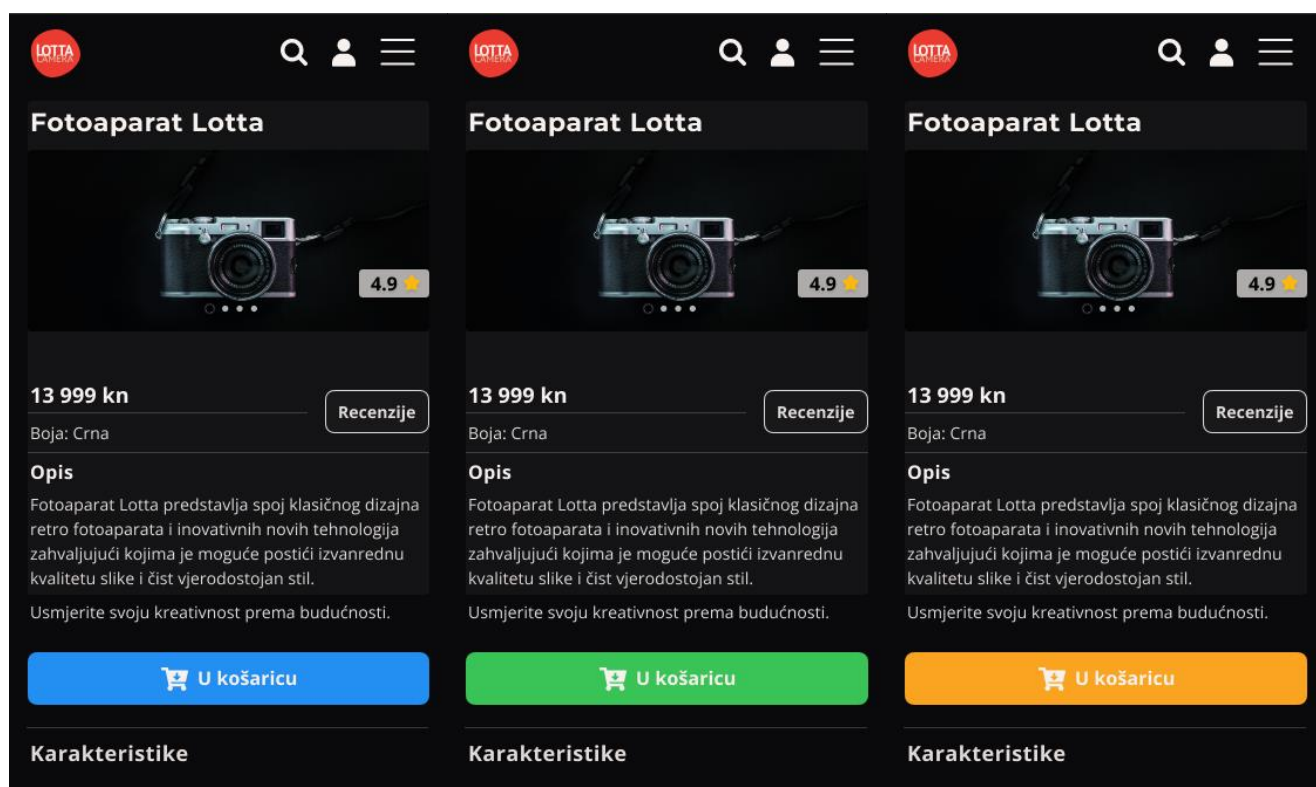 LOTTA
CAMERA
Fotoaparat Lotta
4.9
13 999 kn
Recenzije
Boja: Crna
Opis
Fotoaparat Lotta predstavlja spoj klasičnog dizajna
retro fotoaparata i inovativnih novih tehnologija
zahvaljujući kojima je moguće postići izvanrednu
kvalitetu slike i čist vjerodostojan stil.
Usmjerite svoju kreativnost prema budućnosti.
U košaricu
Karakteristike
LOTTA
CAMERA
Fotoaparat Lotta
4.9
13 999 kn
Recenzije
Boja: Crna
Opis
Fotoaparat Lotta predstavlja spoj klasičnog dizajna
retro fotoaparata i inovativnih novih tehnologija
zahvaljujući kojima je moguće postići izvanrednu
kvalitetu slike i čist vjerodostojan stil.
Usmjerite svoju kreativnost prema budućnosti.
U košaricu
Karakteristike
LOTTA
CAMERA
Fotoaparat Lotta
4.9
13 999 kn
Recenzije
Boja: Crna
Opis
Fotoaparat Lotta predstavlja spoj klasičnog dizajna
retro fotoaparata i inovativnih novih tehnologija
zahvaljujući kojima je moguće postići izvanrednu
kvalitetu slike i čist vjerodostojan stil.
Usmjerite svoju kreativnost prema budućnosti.
U košaricu
Karakteristike